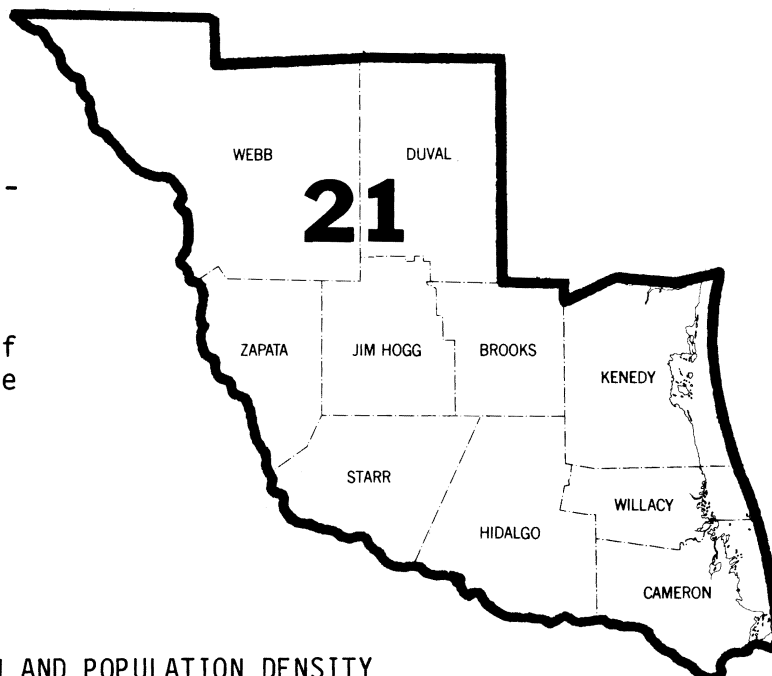 WEBB DUVAL
21
-
f
e
ZAPATA JIM HOGG BROOKS
KENEDY
STARR
WILLACY
HIDALGO
CAMERON
AND POPULATION DENSITY